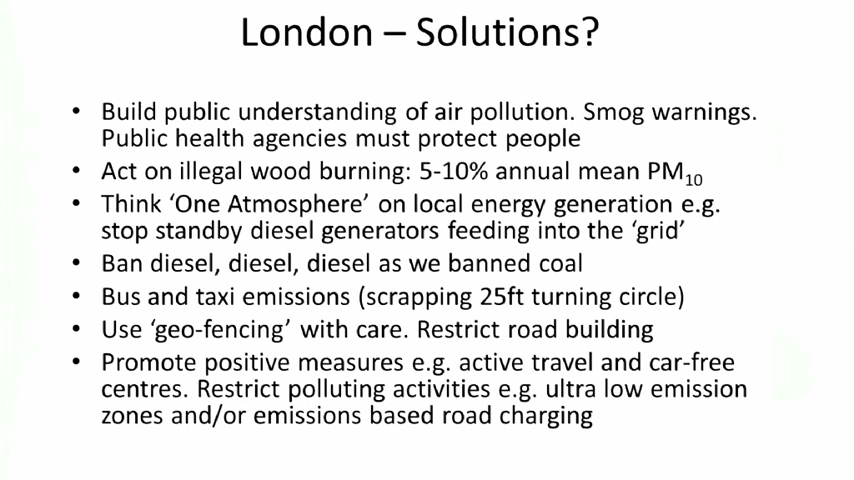 London – Solutions?
• Build public understanding of air pollution. Smog warnings.
Public health agencies must protect people
• Act on illegal wood burning: 5-10% annual mean PM10
• Think ‘One Atmosphere’ on local energy generation e.g.
stop standby diesel generators feeding into the ‘grid’
• Ban diesel, diesel, diesel as we banned coal
• Bus and taxi emissions (scrapping 25ft turning circle)
• Use ‘geo-fencing’ with care. Restrict road building
• Promote positive measures e.g. active travel and car-free
centres. Restrict polluting activities e.g. ultra low emission
zones and/or emissions based road charging